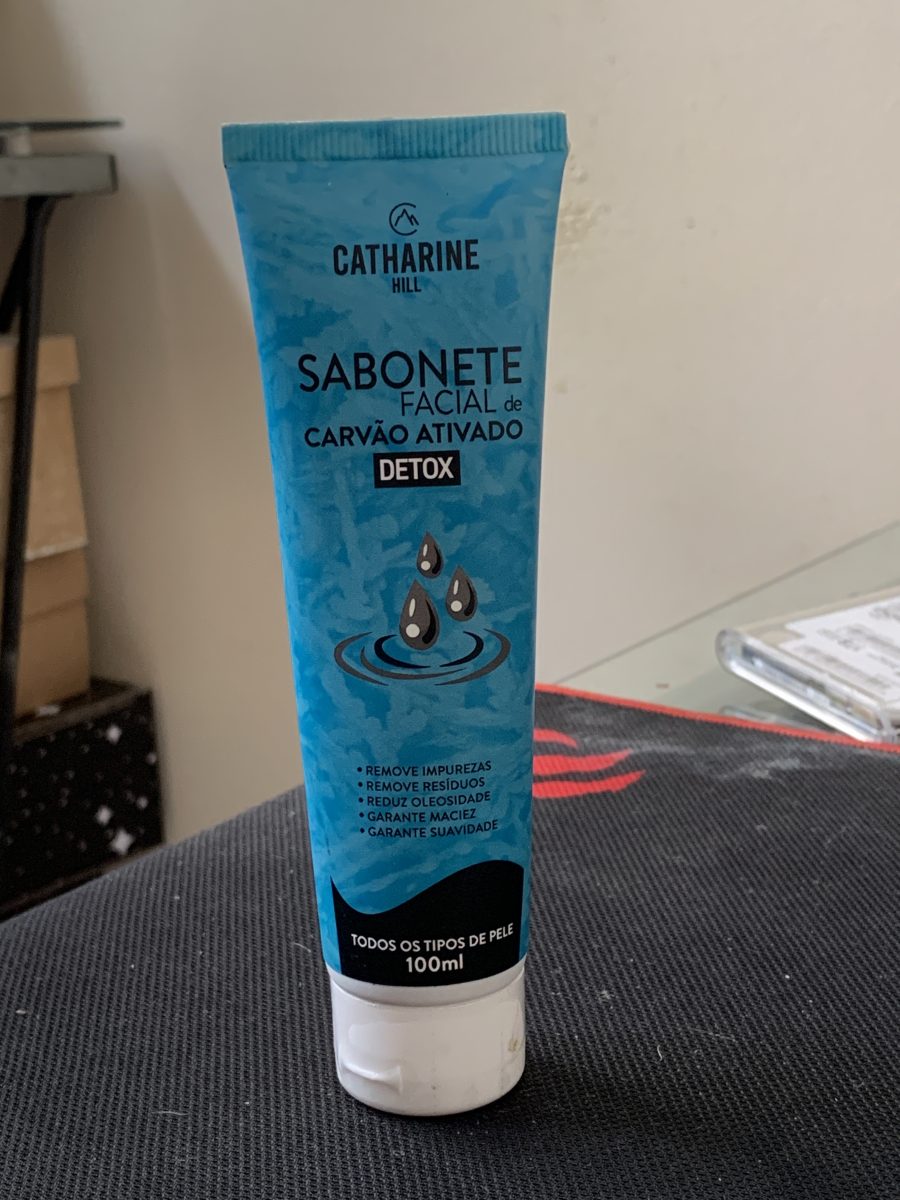 CATHARINE
HILL
SABONETE
FACIAL de
CARVÃO ATIVADO
DETOX
• REMOVE IMPUREZAS
• REMOVE RESÍDUOS
• REDUZ OLEOSIDADE
• GARANTE MACIEZ
• GARANTE SUAVIDADE
TODOS OS TIPOS DE PELE
100ml